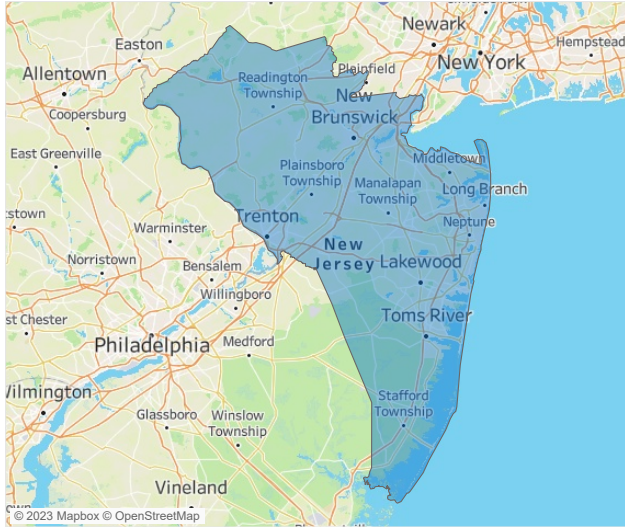 Newark
Easton
New York
Hempstead
Allentown
Plainfield
Readington
Township
Coopersburg
New
Brunswick
East Greenville
Middletown
Plainsboro
Township
Manalapan
Township
Long Branch
tstown
Trenton
Neptune
Warminster
New
Jersey
Lakewood
Norristown
Bensalem
Willingboro
Toms River
st Chester
Philadelphia
Medford
Wilmington
Stafford
Township
Glassboro
Winslow
Township
Vineland
© 2023 Mapbox © OpenStreetMap